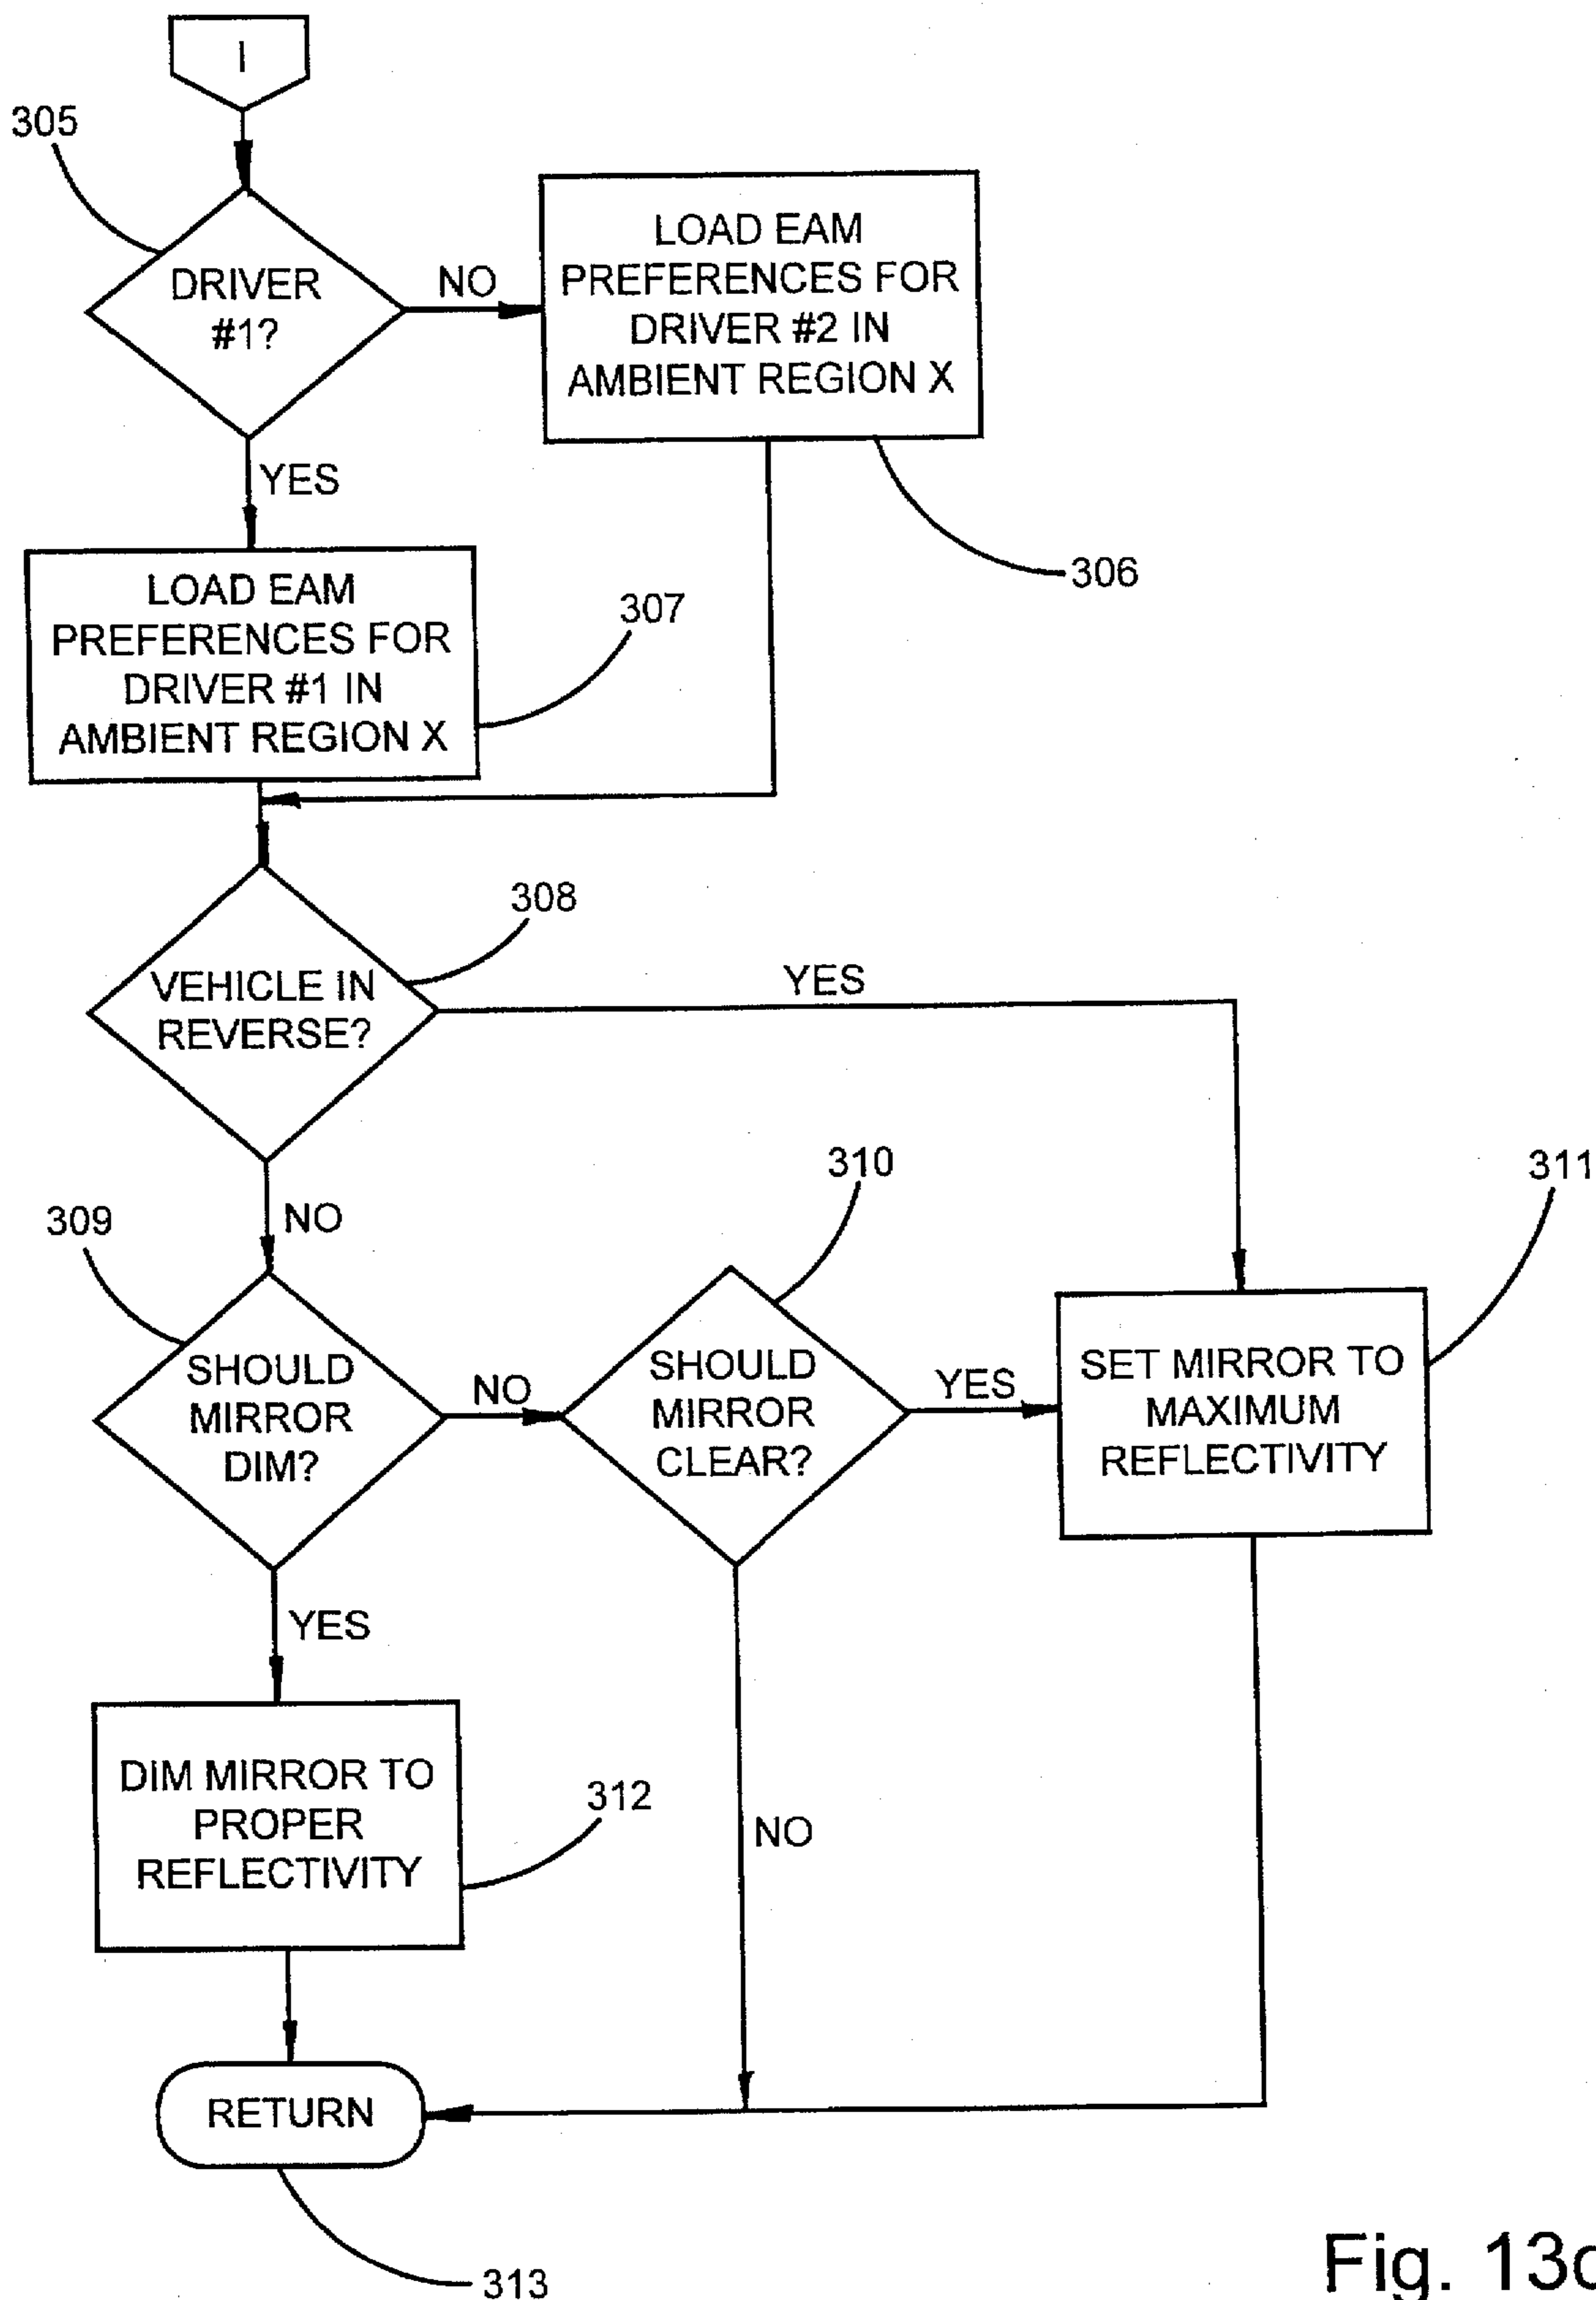 I
305
DRIVER
#1?
NO
LOAD EAM
PREFERENCES FOR
DRIVER #2 IN
AMBIENT REGION X
306
YES
LOAD EAM
PREFERENCES FOR
DRIVER #1 IN
AMBIENT REGION X
307
VEHICLE IN
REVERSE?
308
YES
NO
309
SHOULD
MIRROR
DIM?
NO
310
SHOULD
MIRROR
CLEAR?
YES
311
SET MIRROR TO
MAXIMUM
REFLECTIVITY
YES
DIM MIRROR TO
PROPER
REFLECTIVITY
312
NO
RETURN
313
Fig.